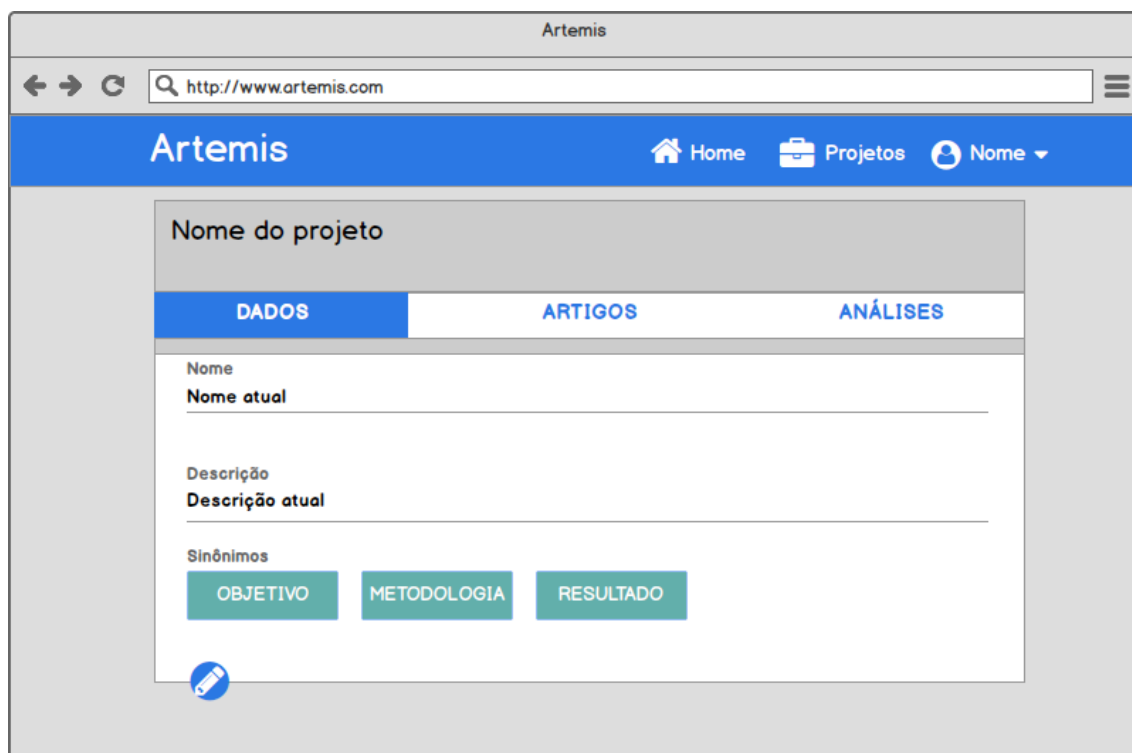 Artemis
http://www.artemis.com
Artemis Home Projetos Nome
Nome do projeto
DADOS ARTIGOS ANÁLISES
Nome
Nome atual
Descrição
Descrição atual
Sinônimos
OBJETIVO METODOLOGIA RESULTADO